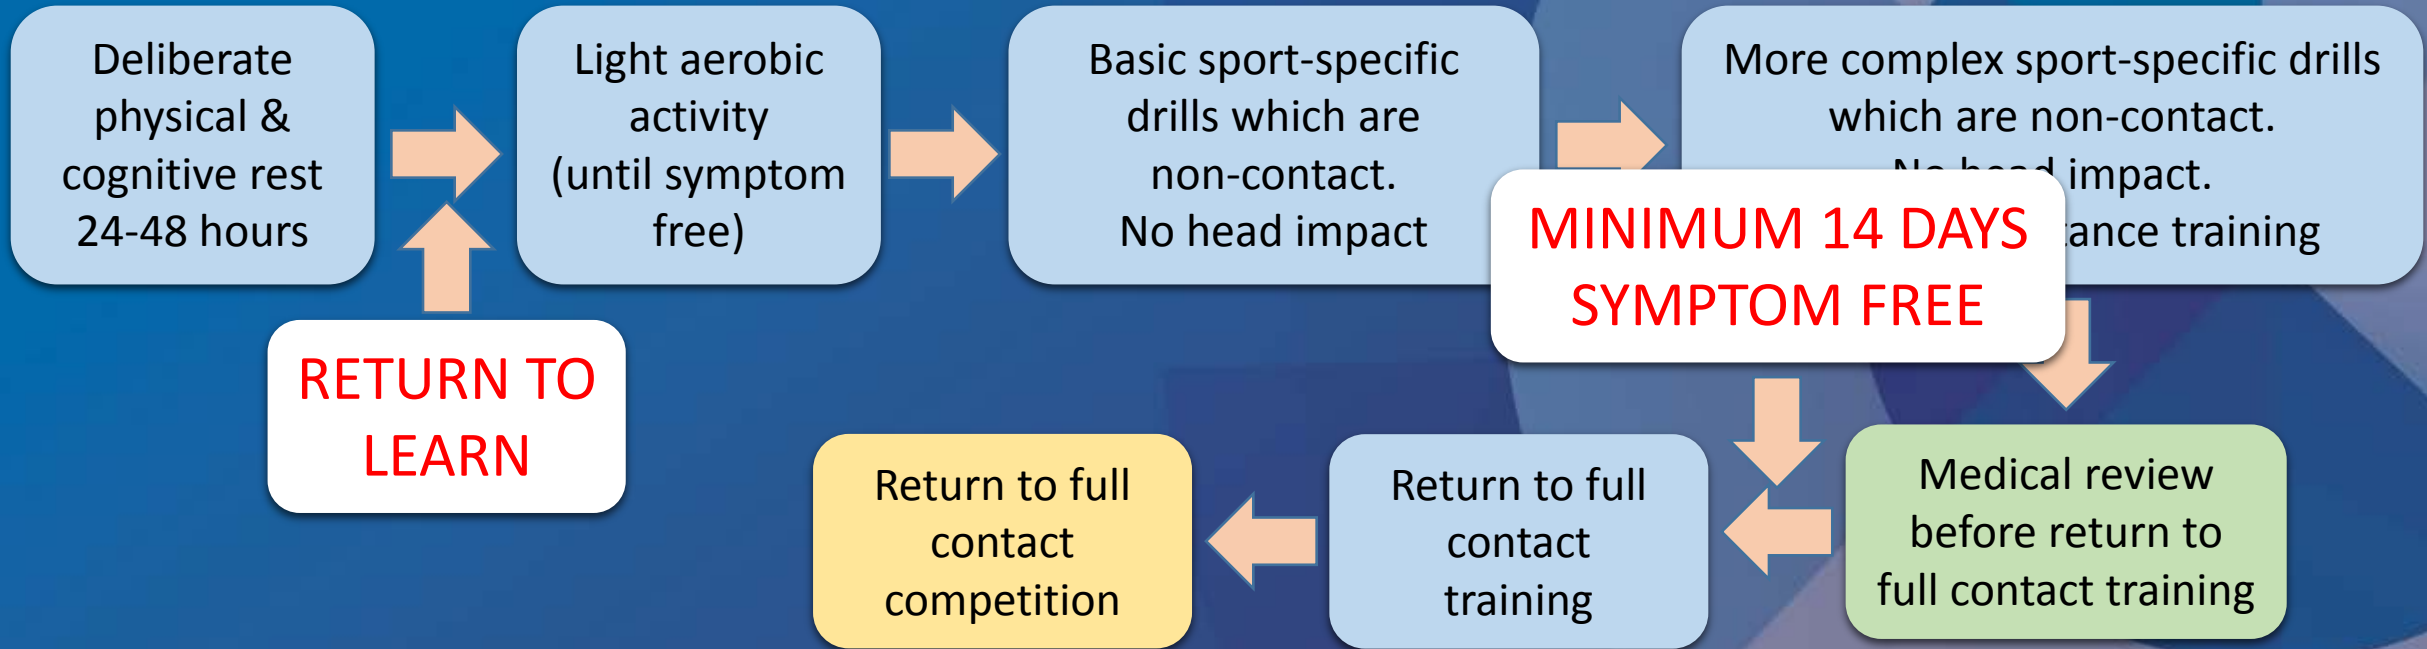 Deliberate
physical &
cognitive rest
24-48 hours
Light aerobic
activity
(until symptom
free)
Basic sport-specific
drills which are
non-contact.
No head impact
More complex sport-specific drills
which are non-contact.
No head impact.
training
MINIMUM 14 DAYS
SYMPTOM FREE
RETURN TO
LEARN
Return to full
contact
competition
Return to full
contact
training
Medical review
before return to
full contact training